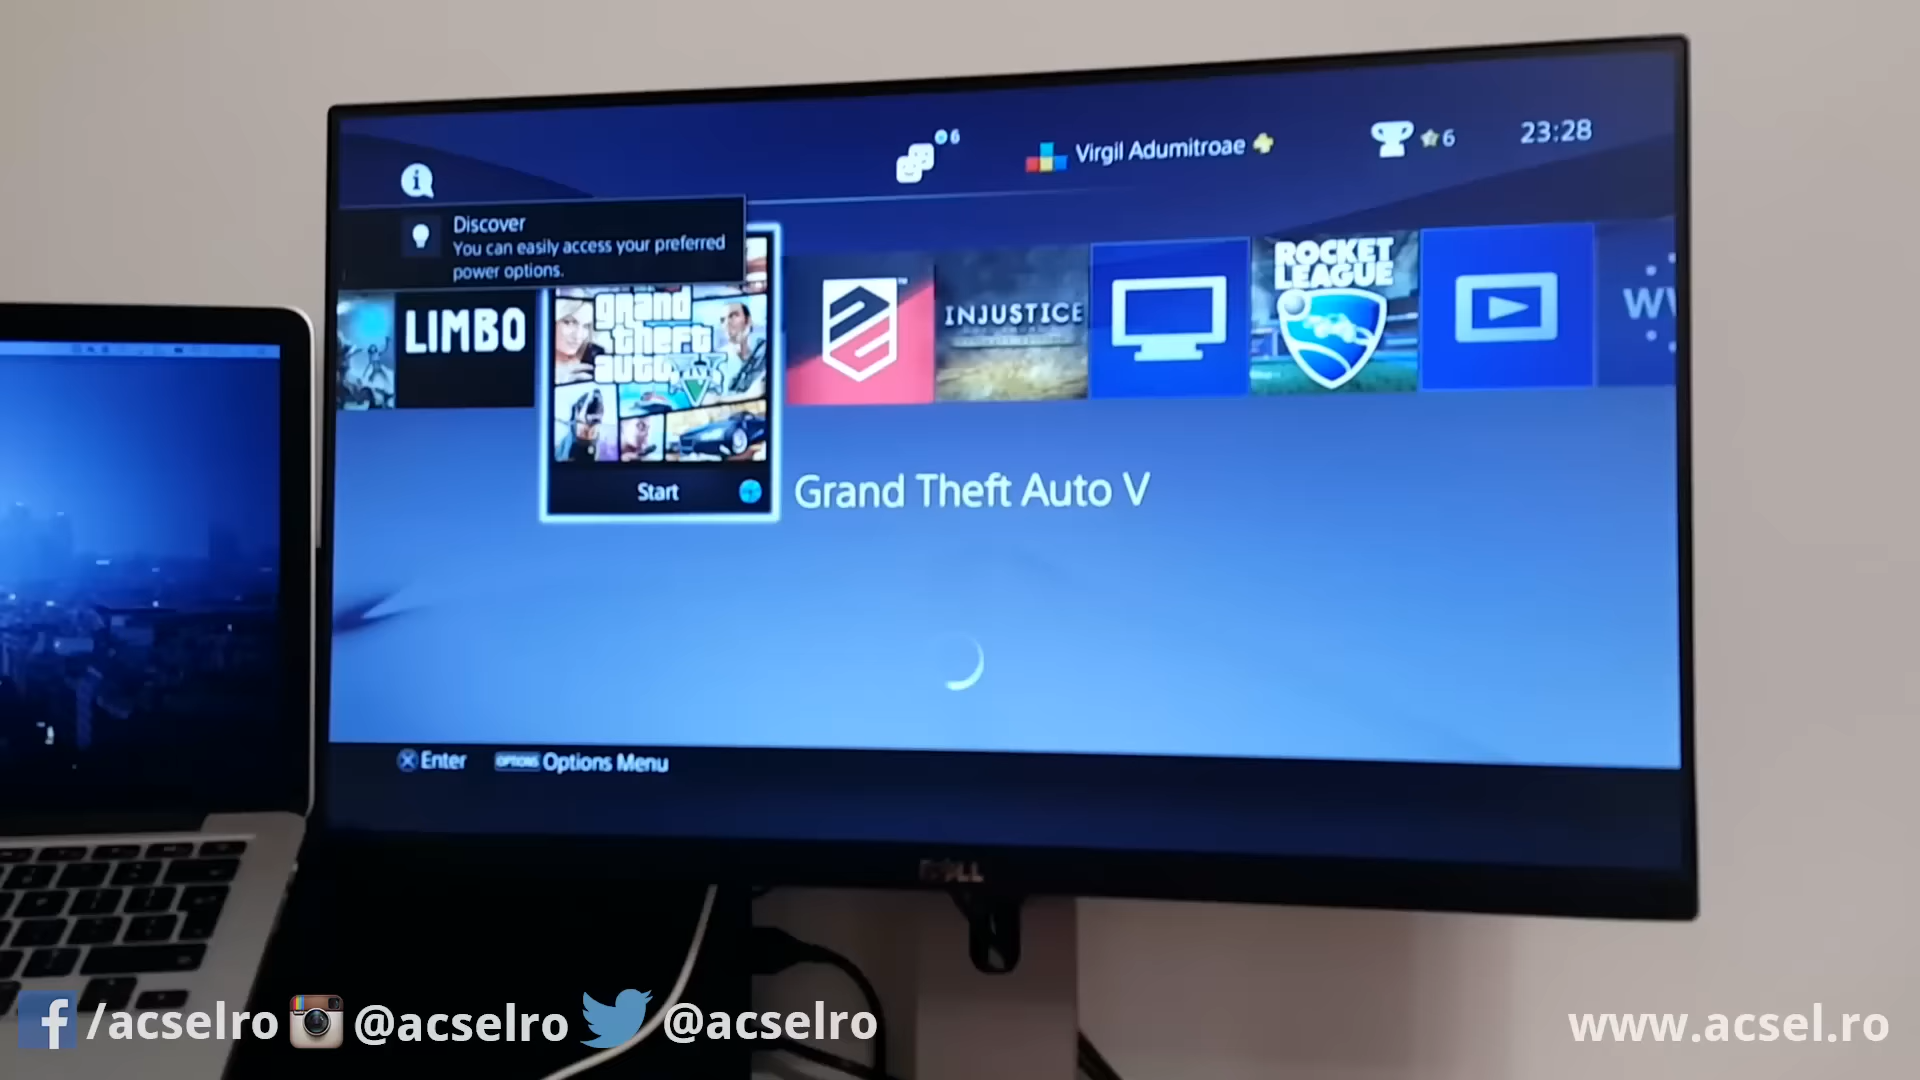 6
Virgil Adumitroae
6
23:28
Discover
You can easily access your preferred
power options.
LIMBO
grand
theft
auto
V
INJUSTICE
ROCKET
LEAGUE
Start
Grand Theft Auto V
Enter
OPTIONS Options Menu
DELL
/acselro @acselro @acselro
www.acsel.ro